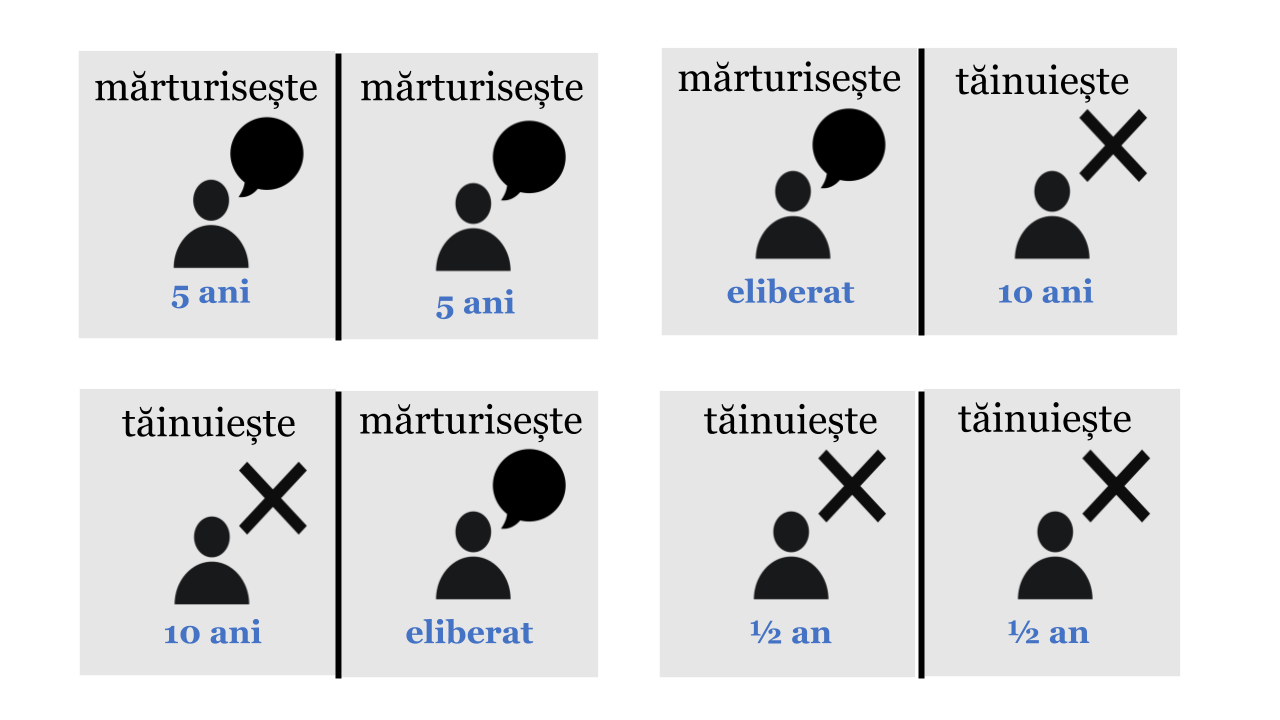 mărturisește
mărturisește
5 ani
5 ani
mărturisește
tăinuiește
eliberat
10 ani
tăinuiește
mărturisește
10 ani
eliberat
tăinuiește
tăinuiește
½ an
½ an